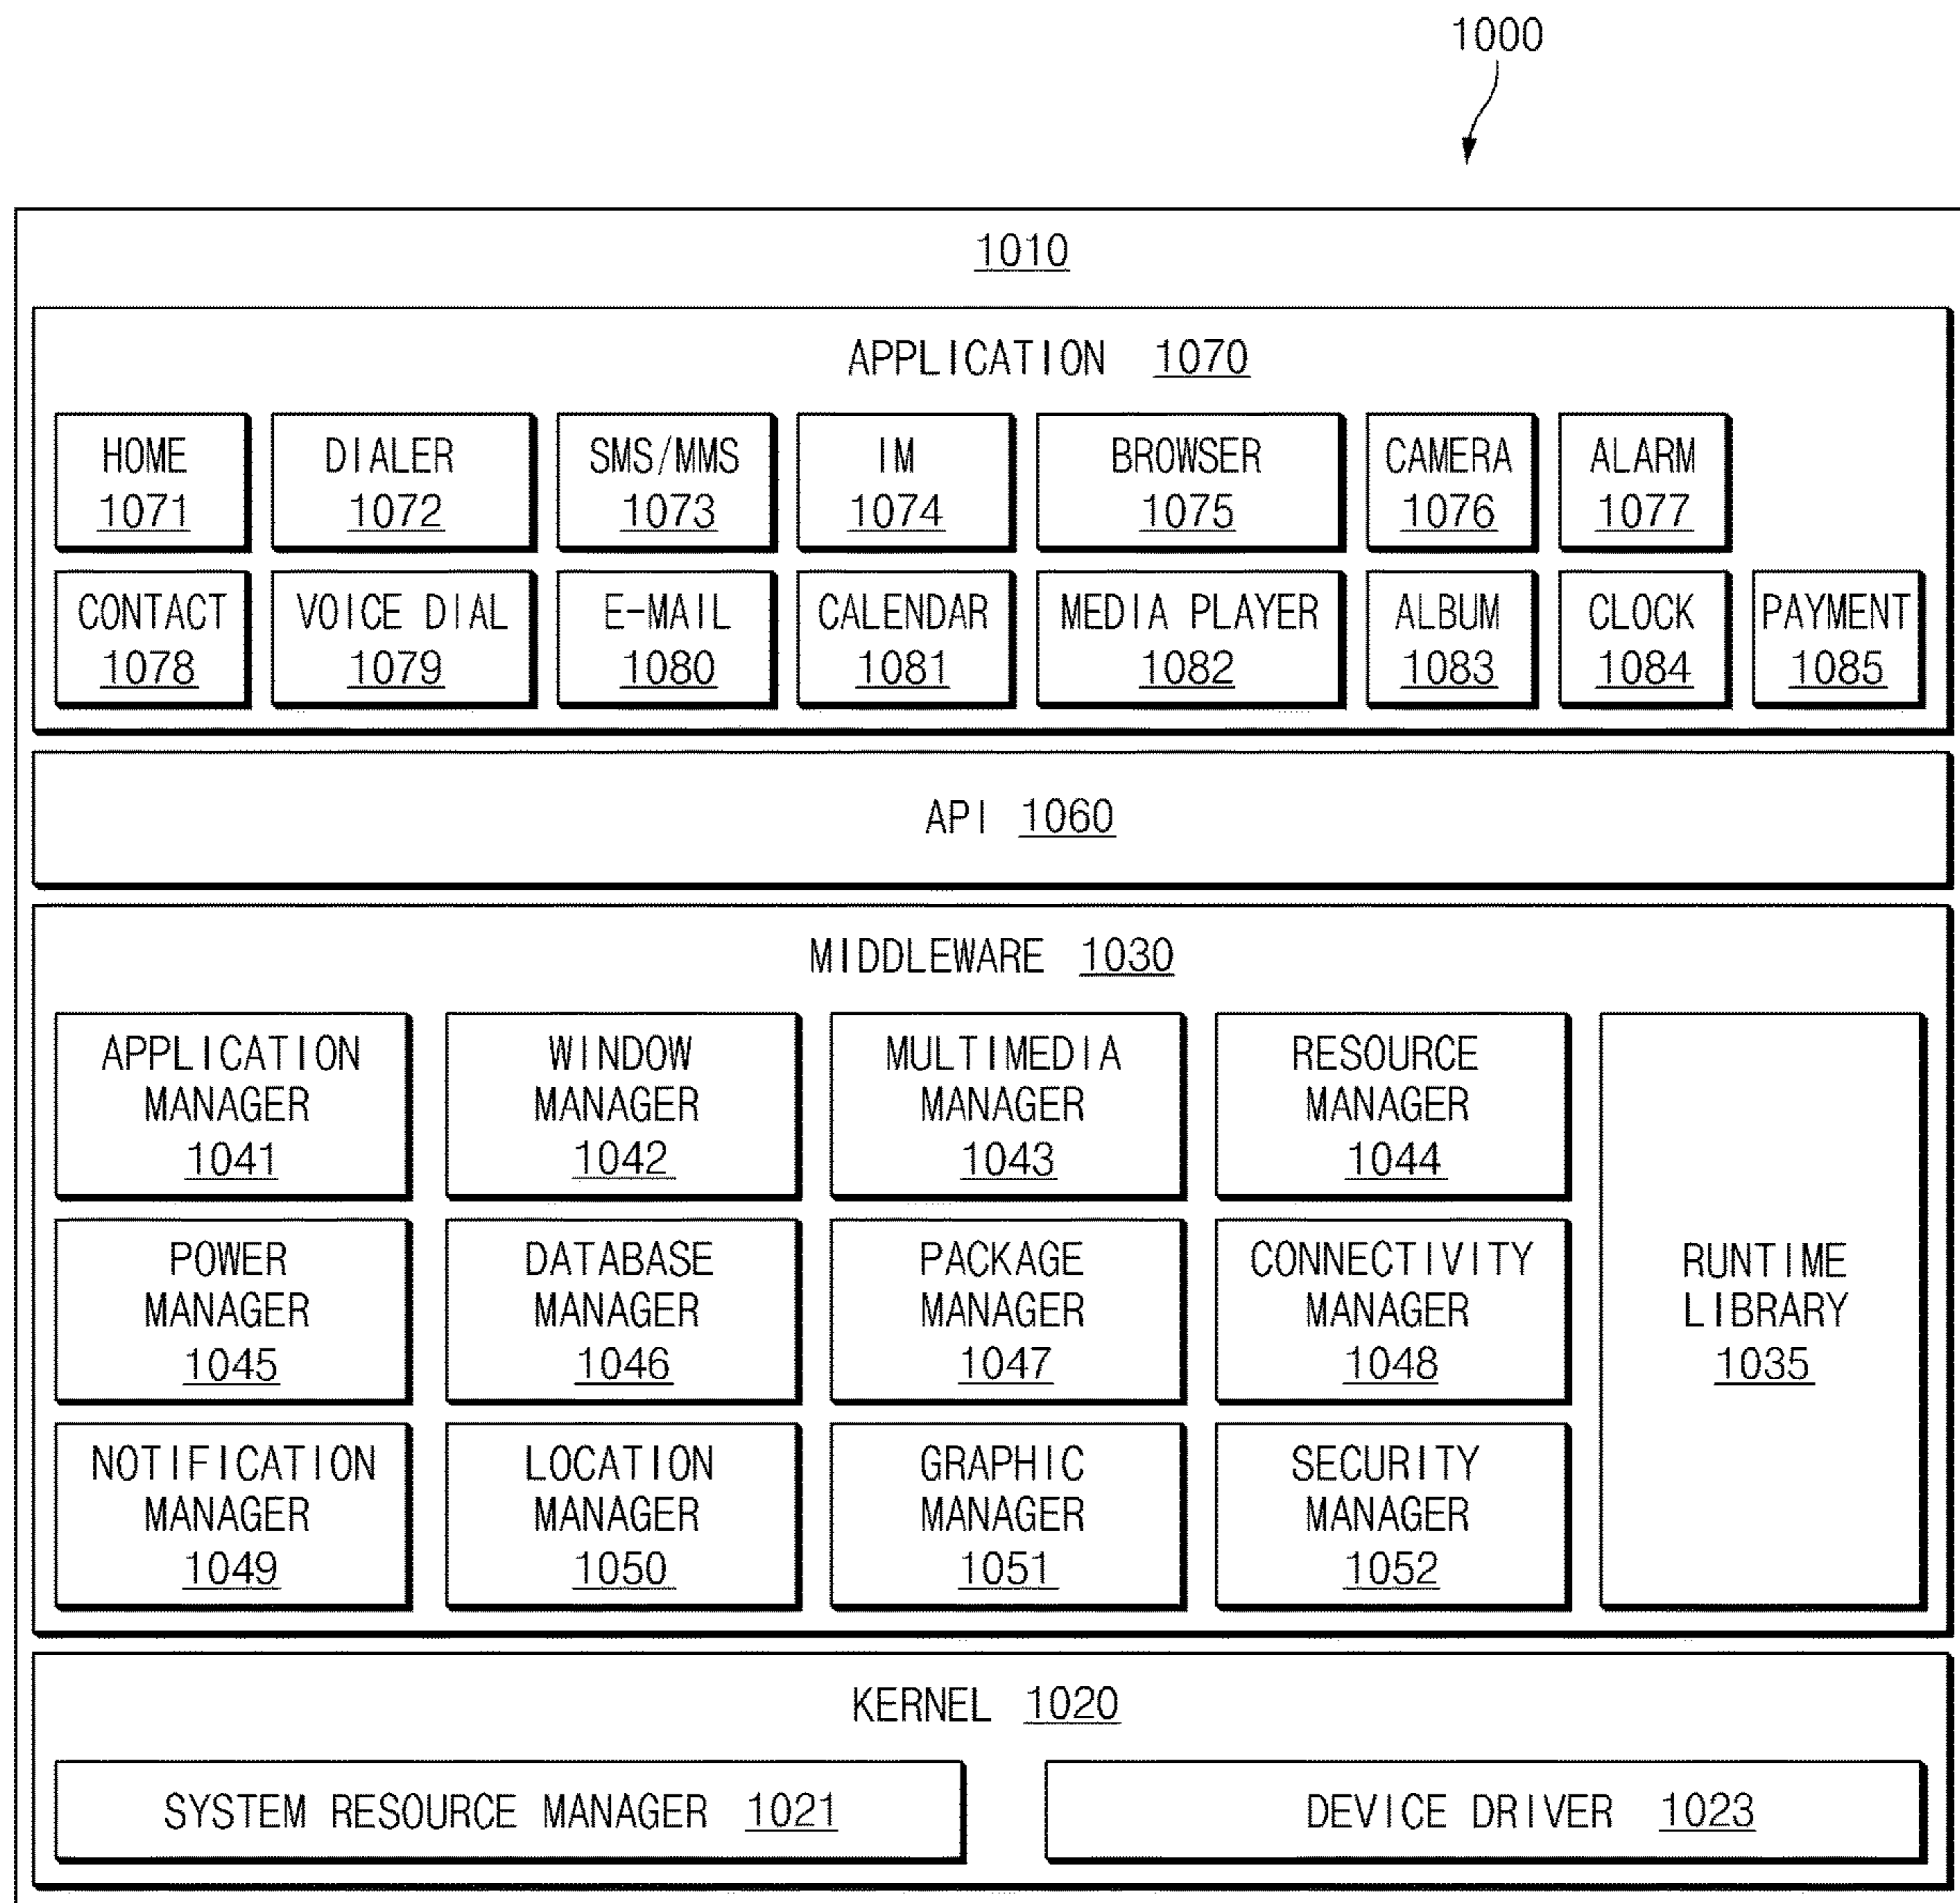 1000
1010
APPLICATION 1070
HOME
1071
DIALER
1072
SMS/MMS
1073
IM
1074
BROWSER
1075
CAMERA
1076
ALARM
1077
CONTACT
1078
VOICE DIAL
1079
E-MAIL
1080
CALENDAR
1081
MEDIA PLAYER
1082
ALBUM
1083
CLOCK
1084
PAYMENT
1085
API 1060
MIDDLEWARE 1030
APPLICATION
MANAGER
1041
WINDOW
MANAGER
1042
MULTIMEDIA
MANAGER
1043
RESOURCE
MANAGER
1044
POWER
MANAGER
1045
DATABASE
MANAGER
1046
PACKAGE
MANAGER
1047
CONNECTIVITY
MANAGER
1048
RUNTIME
LIBRARY
1035
NOTIFICATION
MANAGER
1049
LOCATION
MANAGER
1050
GRAPHIC
MANAGER
1051
SECURITY
MANAGER
1052
KERNEL 1020
SYSTEM RESOURCE MANAGER 1021
DEVICE DRIVER 1023